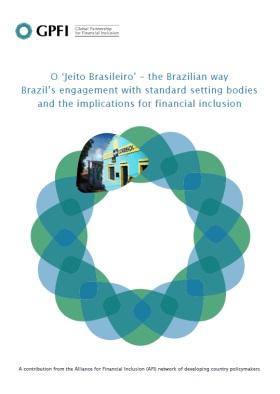 GPFI
Global Partnership
for Financial Inclusion
O 'Jeito Brasileiro' – the Brazilian way
Brazil's engagement with standard setting bodies
and the implications for financial inclusion
A contribution from the Alliance for Financial Inclusion (AFI) network of developing country policymakers